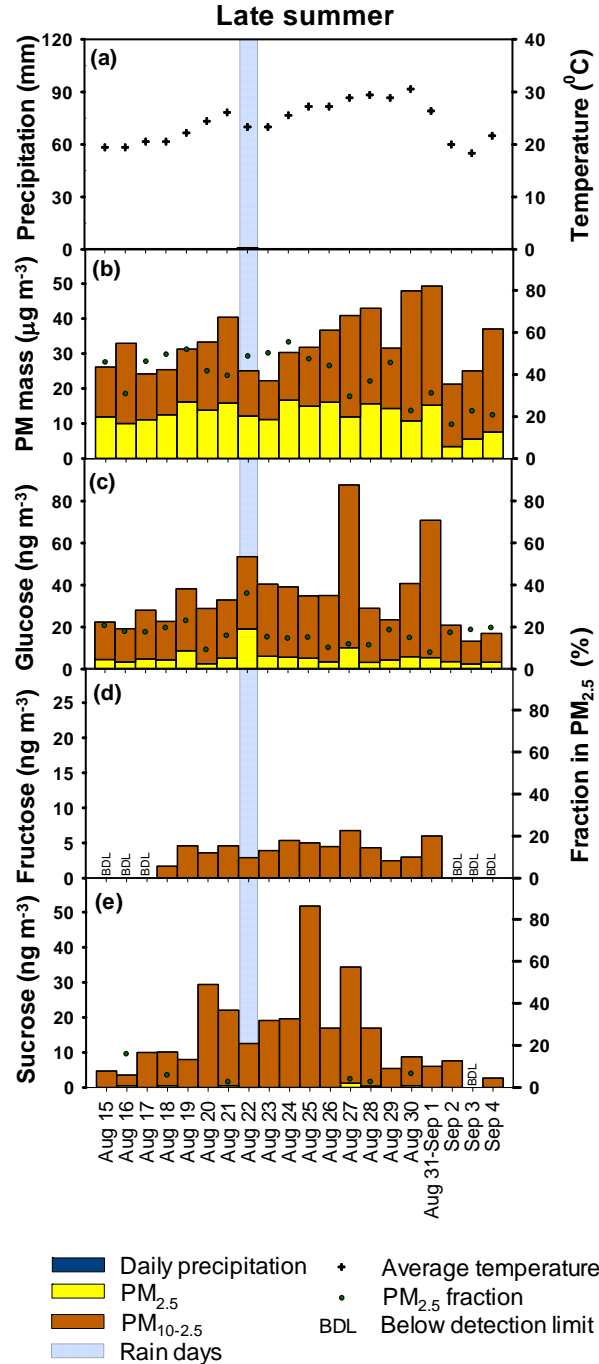 Late summer
(a)
Precipitation (mm)
120
90
60
30
0
Temperature (⁰C)
40
30
20
10
0
(b)
PM mass (µg m-3)
50
40
30
20
10
0
80
60
40
20
0
(c)
Glucose (ng m-3)
80
60
40
20
0
80
60
40
20
0
(d)
Fructose (ng m-3)
25
20
15
10
5
0
80
60
40
20
0
Fraction in PM2.5 (%)
BDL
BDL
BDL
BDL
BDL
BDL
(e)
Sucrose (ng m-3)
50
40
30
20
10
0
80
60
40
20
0
BDL
Aug 15
Aug 16
Aug 17
Aug 18
Aug 19
Aug 20
Aug 21
Aug 22
Aug 23
Aug 24
Aug 25
Aug 26
Aug 27
Aug 28
Aug 29
Aug 30
Aug 31-Sep 1
Sep 2
Sep 3
Sep 4
Daily precipitation
PM2.5
PM10-2.5
Rain days
Average temperature
PM2.5 fraction
BDL Below detection limit